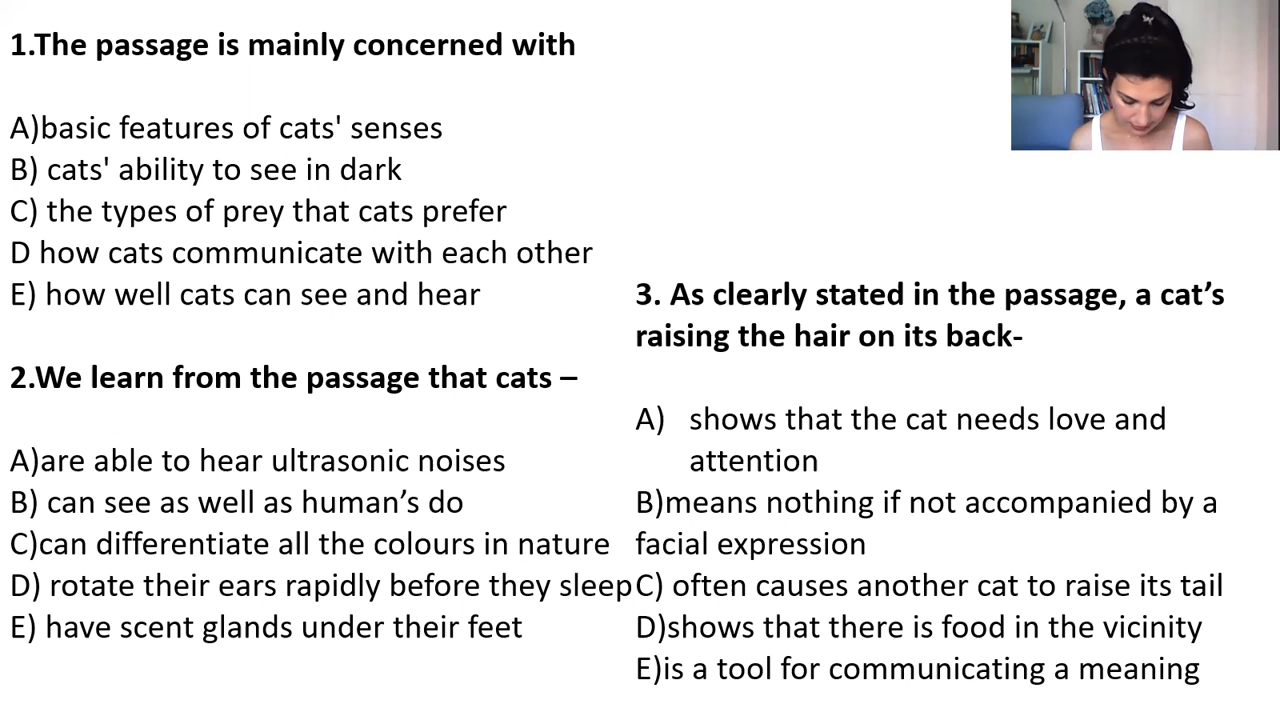 1.The passage is mainly concerned with
A)basic features of cats' senses
B) cats' ability to see in dark
C) the types of prey that cats prefer
D how cats communicate with each other
E) how well cats can see and hear
2.We learn from the passage that cats –
A)are able to hear ultrasonic noises
B) can see as well as human’s do
C)can differentiate all the colours in nature
D) rotate their ears rapidly before they sleep
E) have scent glands under their feet
3. As clearly stated in the passage, a cat’s
raising the hair on its back-
A) shows that the cat needs love and
attention
B)means nothing if not accompanied by a
facial expression
C) often causes another cat to raise its tail
D)shows that there is food in the vicinity
E)is a tool for communicating a meaning